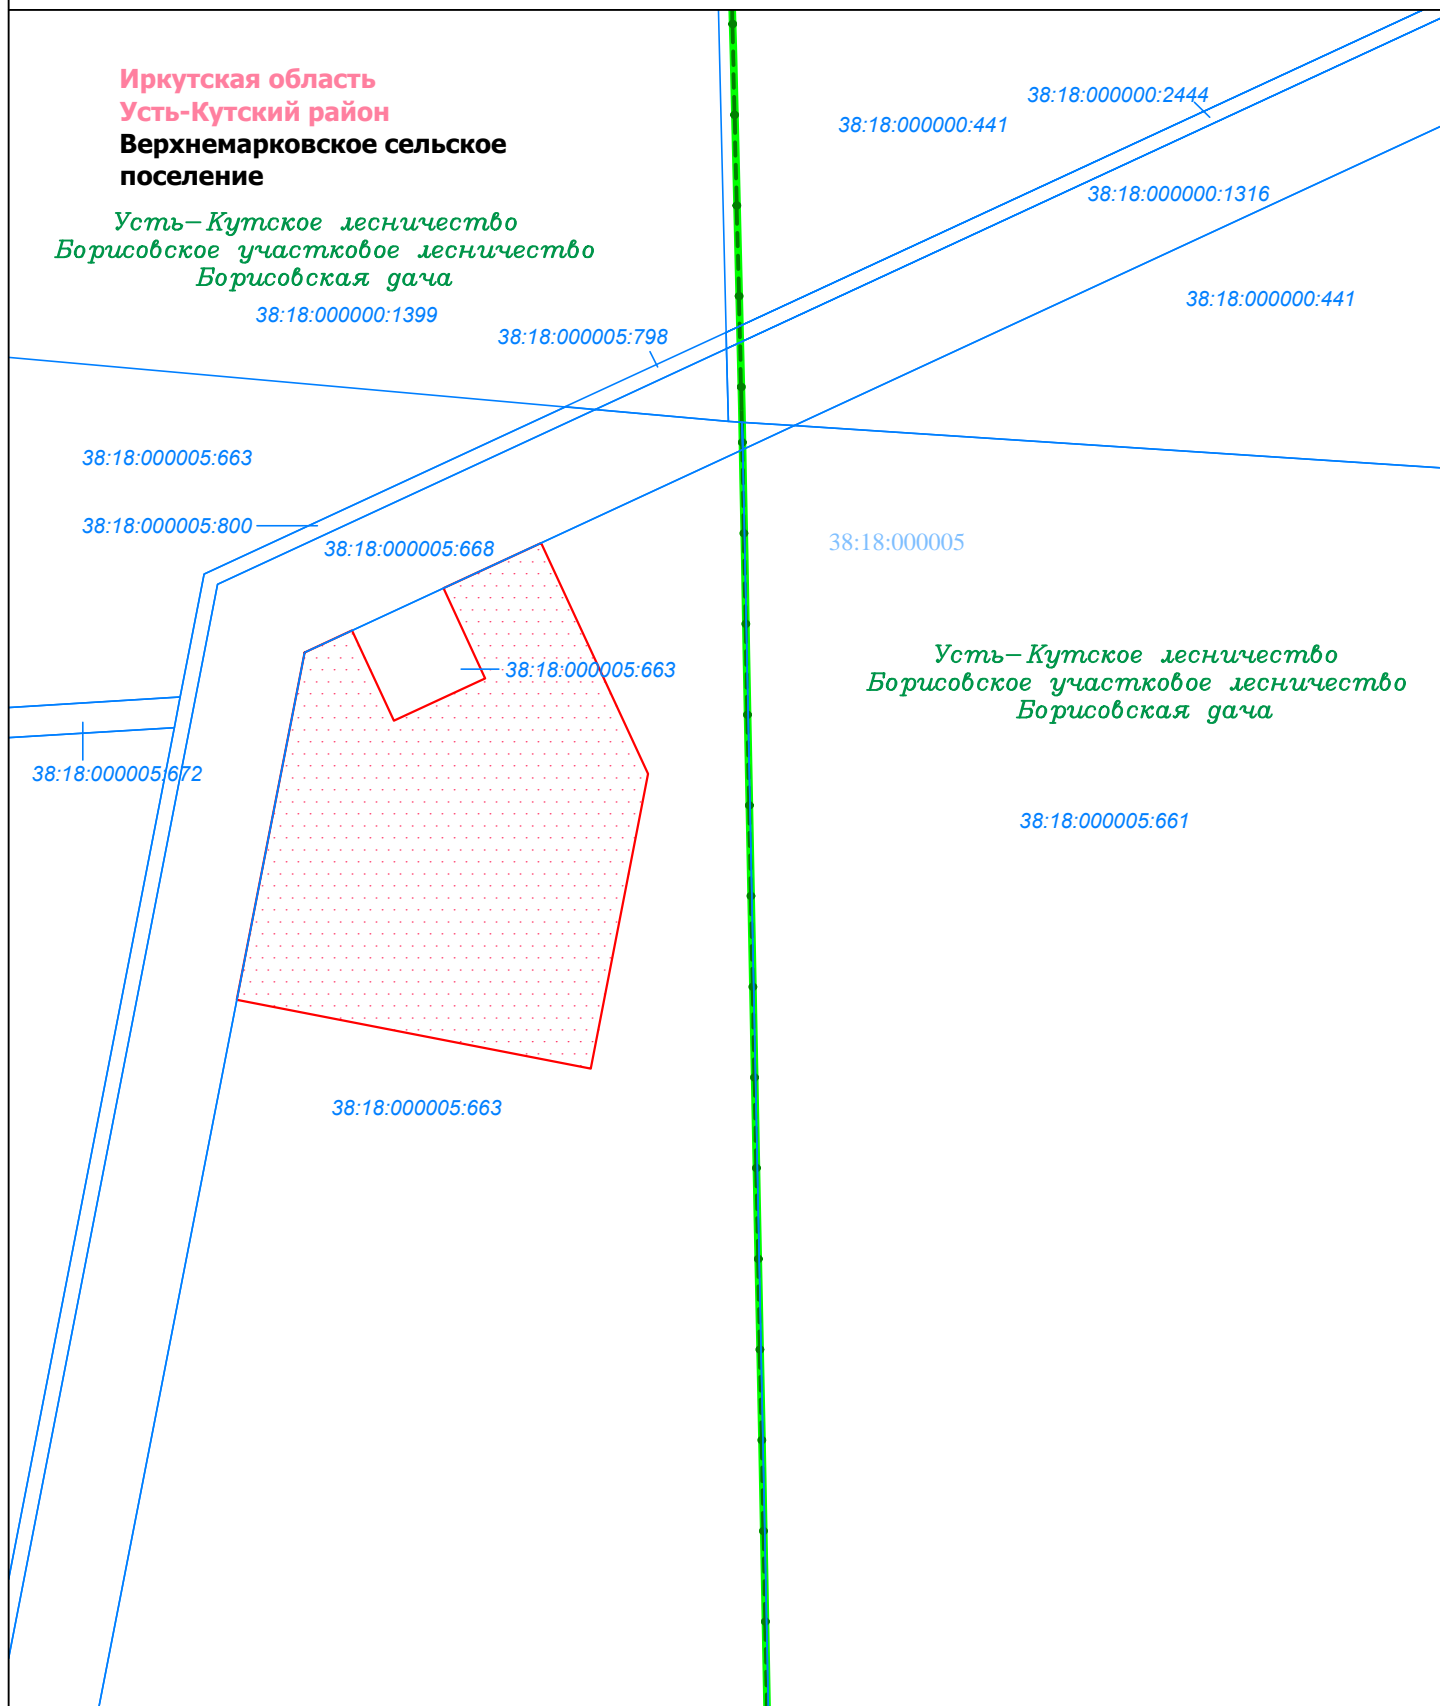 Иркутская область
Усть-Кутский район
Верхнемарковское сельское
поселение
Усть-Кутское лесничество
Борисовское участковое лесничество
Борисовская дача
38:18:000000:1399
38:18:000005:798
38:18:000000:2444
38:18:000000:441
38:18:000000:1316
38:18:000000:441
38:18:000005:663
38:18:000005:800
38:18:000005:668
38:18:000005
38:18:000005:663
Усть-Кутское лесничество
Борисовское участковое лесничество
Борисовская дача
38:18:000005:672
38:18:000005:661
38:18:000005:663